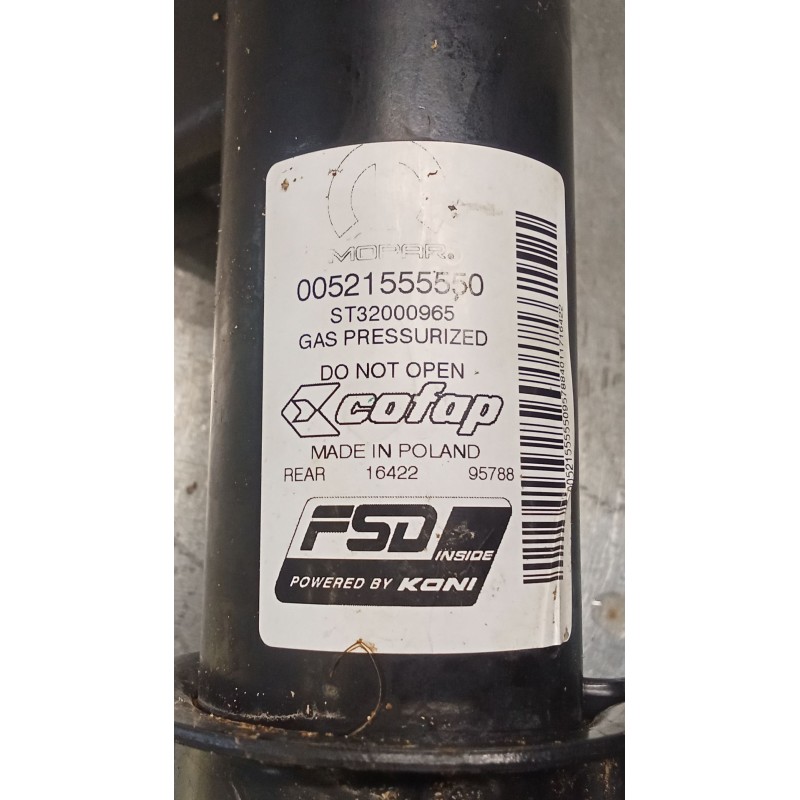 MOPAR®
00521555550
ST32000965
GAS PRESSURIZED
DO NOT OPEN
cofap
MADE IN POLAND
REAR 16422 95788
FSD
INSIDE
POWERED BY KONI